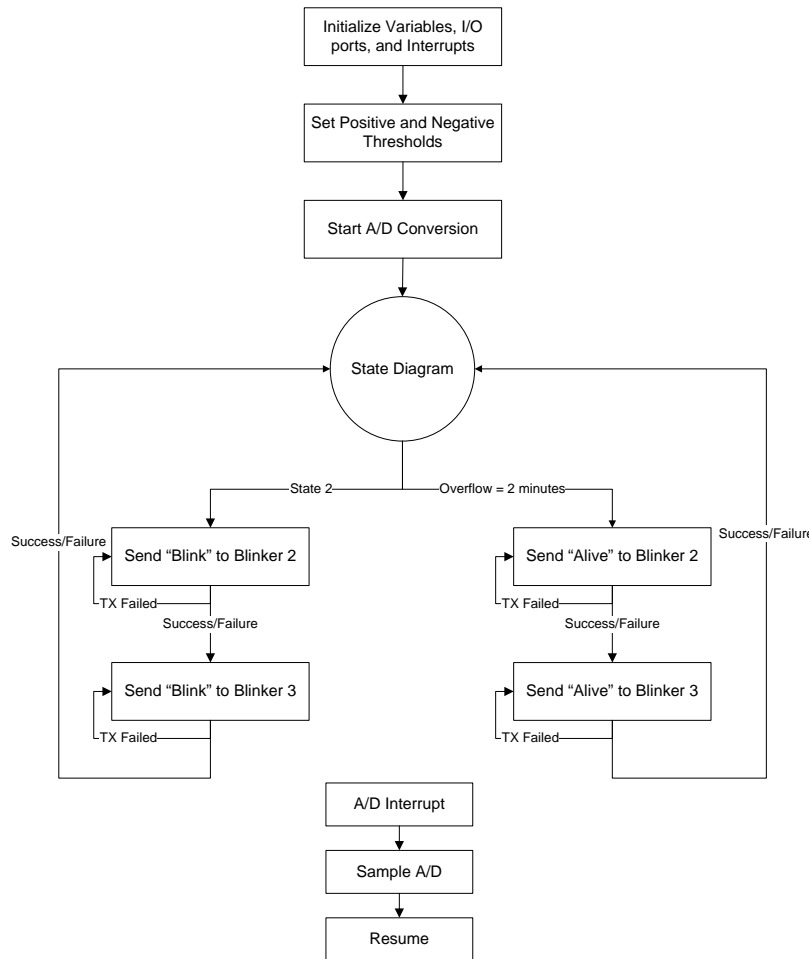 Initialize Variables, I/O
ports, and Interrupts
Set Positive and Negative
Thresholds
Start A/D Conversion
State Diagram
State 2
Overflow = 2 minutes
Success/Failure
Send “Blink” to Blinker 2
TX Failed
Success/Failure
Send “Blink” to Blinker 3
TX Failed
Send “Alive” to Blinker 2
TX Failed
Success/Failure
Send “Alive” to Blinker 3
TX Failed
Success/Failure
A/D Interrupt
Sample A/D
Resume